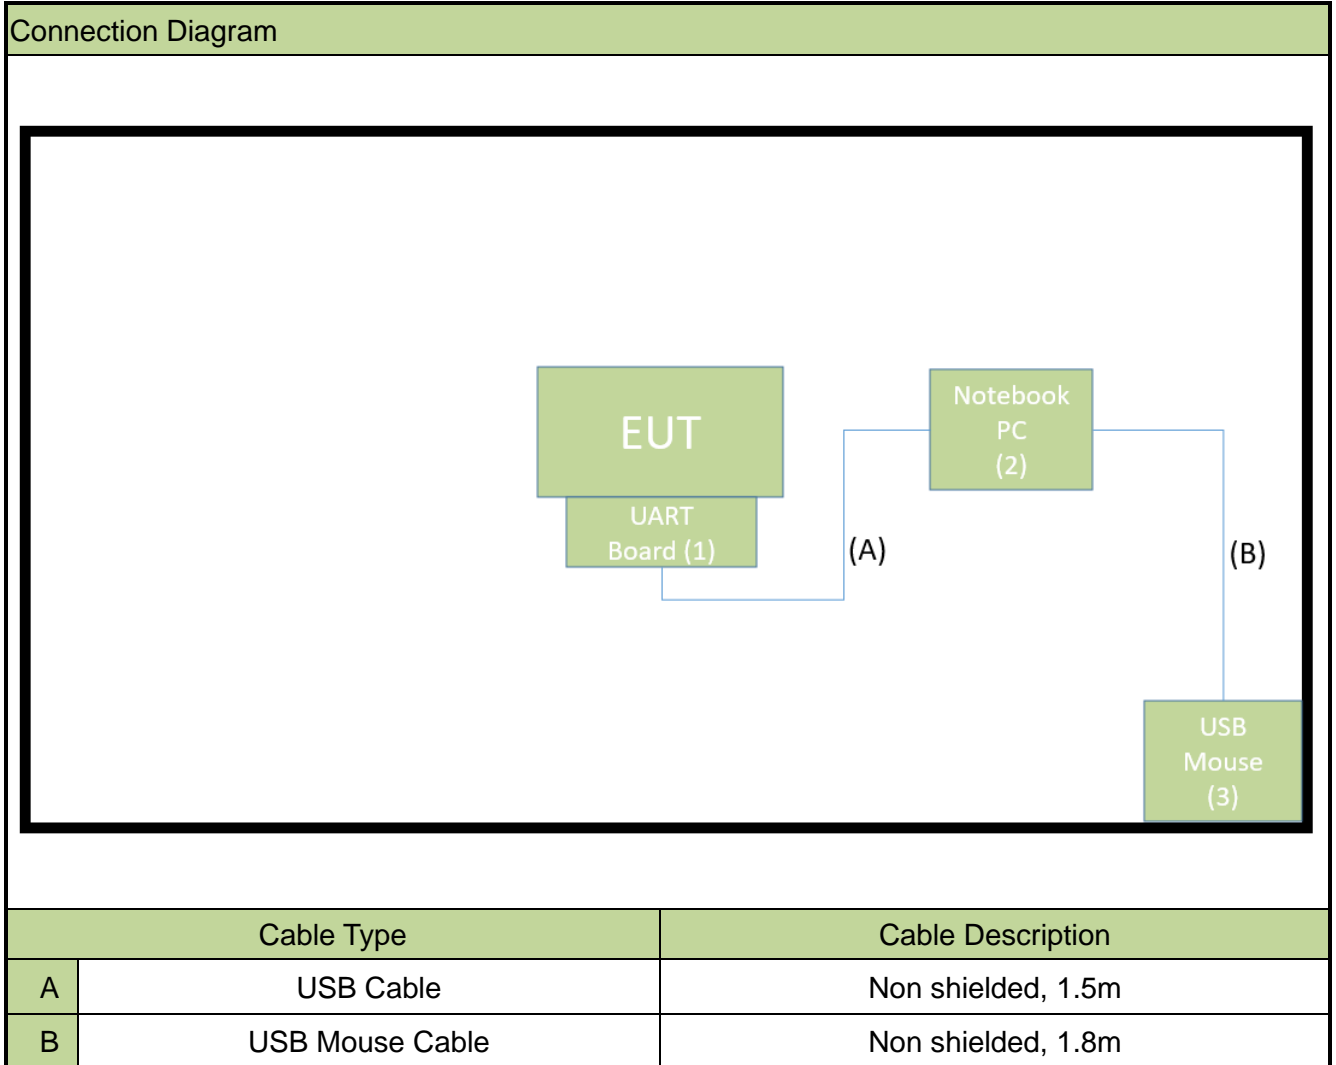 Connection Diagram
EUT
UART
Board (1)
Notebook
PC
(2)
(A)
(B)
USB
Mouse
(3)
Cable Type Cable Description
A USB Cable Non shielded, 1.5m
B USB Mouse Cable Non shielded, 1.8m